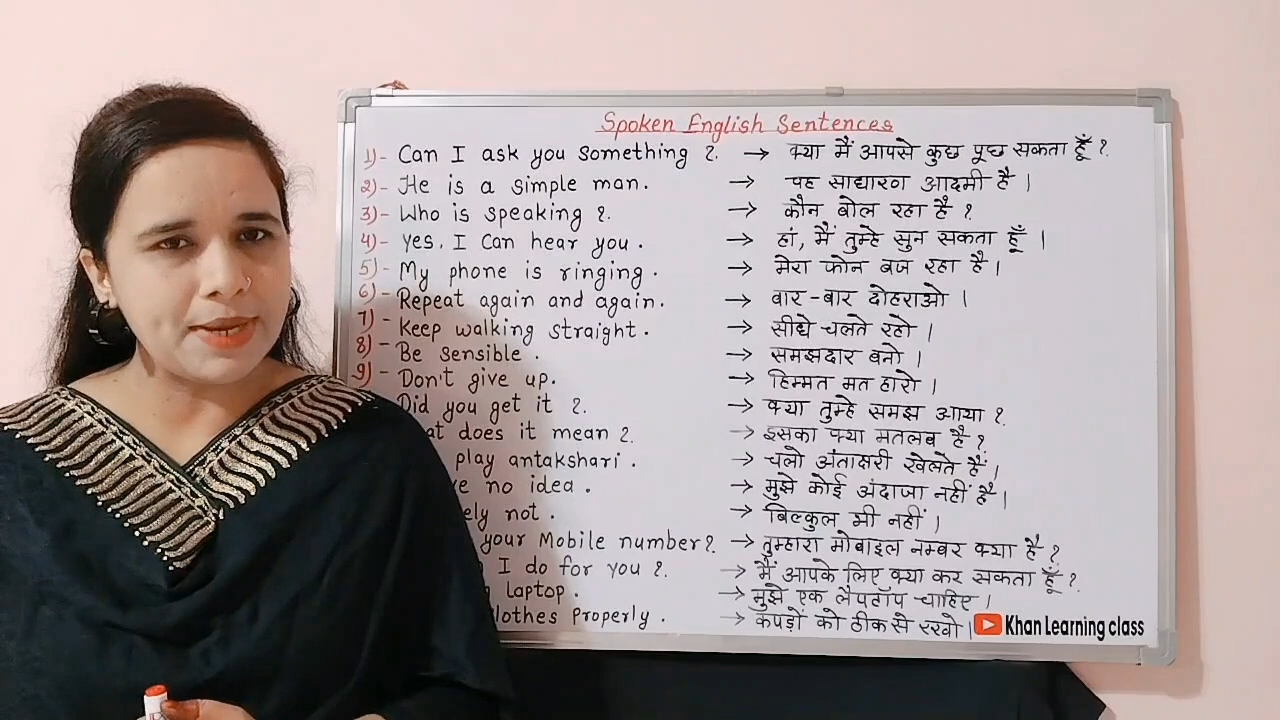 Spoken English Sentences
1)- Can I ask you something ? → क्या मैं आपसे कुछ पूछ सकता हूँ ?
2)- He is a simple man. → यह साधारण आदमी है ।
3)- Who is speaking ? → कौन बोल रहा है ?
4)- Yes, I can hear you. → हां, मैं तुम्हे सुन सकता हूँ ।
5)- My phone is ringing. → मेरा फोन बज रहा है ।
6)- Repeat again and again. → बार-बार दोहराओ ।
7)- Keep walking straight. → सीधे चलते रहो ।
8)- Be sensible. → समझदार बनो ।
9)- Don't give up. → हिम्मत मत हारो ।
Did you get it ? → क्या तुम्हे समझ आया ?
at does it mean ? → इसका क्या मतलब है ?
play antakshari. → चलो अंताक्षरी खेलते हैं ।
e no idea. → मुझे कोई अंदाजा नहीं है ।
ely not. → बिल्कुल भी नहीं ।
your Mobile number ? → तुम्हारा मोबाइल नम्बर क्या है ?
I do for you ? → मैं आपके लिए क्या कर सकता हूँ ?
laptop. → मुझे एक लैपटॉप चाहिए ।
lothes properly. → कपड़ों को ठीक से रखो ।
Khan Learning class